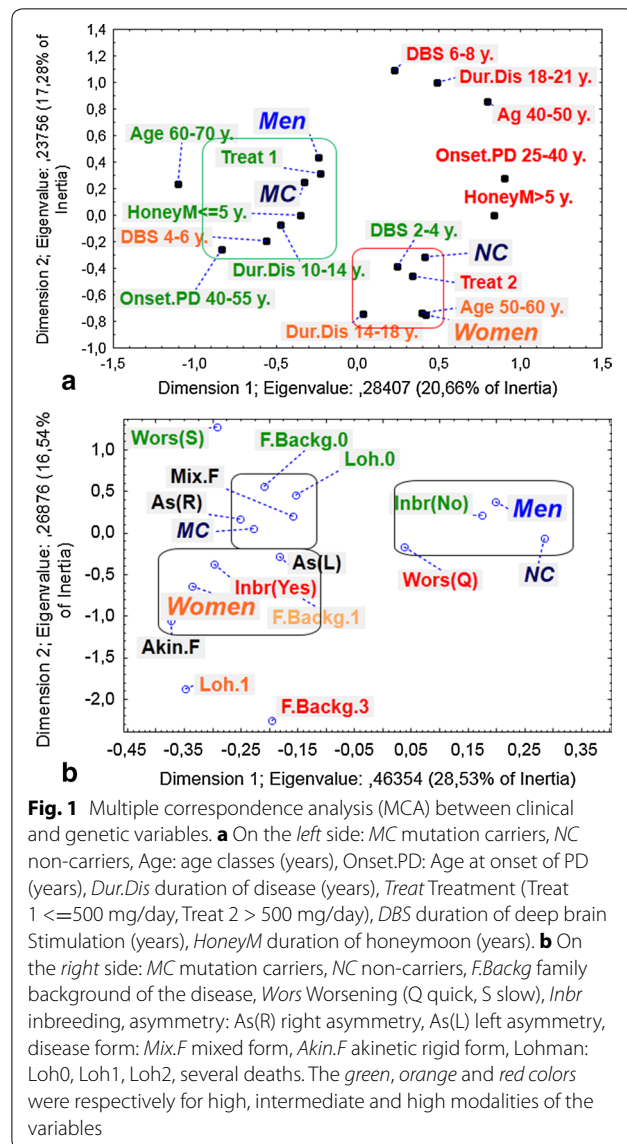 1,4
1,2
1,0
0,8
0,6
0,4
0,2
0,0
-0,2
-0,4
-0,6
-0,8
-1,0
Dimension 2; Eigenvalue: ,23756 (17,28% of
Inertia)
DBS 6-8 y.
Dur.Dis 18-21 y.
Ag 40-50 y.
Men
Age 60-70 y.
Treat 1
Onset.PD 25-40 y.
MC
HoneyM>5 y.
HoneyM<=5 y.
DBS 4-6 y.
DBS 2-4 y.
NC
Dur.Dis 10-14 y.
Treat 2
Onset.PD 40-55 y.
Age 50-60 y.
Dur.Dis 14-18 y.
Women
-1,5 -1,0 -0,5 0,0 0,5 1,0 1,5
a
Dimension 1; Eigenvalue: ,28407 (20,66% of Inertia)
1,0
0,5
0,0
-0,5
-1,0
-1,5
-2,0
Dimension 2; Eigenvalue: ,26876 (16,54%
of Inertia)
Wors(S)
F.Backg.0
Loh.0
Mix.F
As(R)
Inbr(No)
Men
MC
As(L)
Wors(Q)
NC
Inbr(Yes)
Women
F.Backg.1
Akin.F
Loh.1
F.Backg.3
-0,45 -0,35 -0,25 -0,15 -0,05 0,05 0,15 0,25 0,35
b
Dimension 1; Eigenvalue: ,46354 (28,53% of Inertia)
Fig. 1 Multiple correspondence analysis (MCA) between clinical
and genetic variables. a On the left side: MC mutation carriers, NC
non-carriers, Age: age classes (years), Onset.PD: Age at onset of PD
(years), Dur.Dis duration of disease (years), Treat Treatment (Treat
1 <=500 mg/day, Treat 2 > 500 mg/day), DBS duration of deep brain
Stimulation (years), HoneyM duration of honeymoon (years). b On
the right side: MC mutation carriers, NC non-carriers, F.Backg family
background of the disease, Wors Worsening (Q quick, S slow), Inbr
inbreeding, asymmetry: As(R) right asymmetry, As(L) left asymmetry,
disease form: Mix.F mixed form, Akin.F akinetic rigid form, Lohman:
Loh0, Loh1, Loh2, several deaths. The green, orange and red colors
were respectively for high, intermediate and high modalities of the
variables